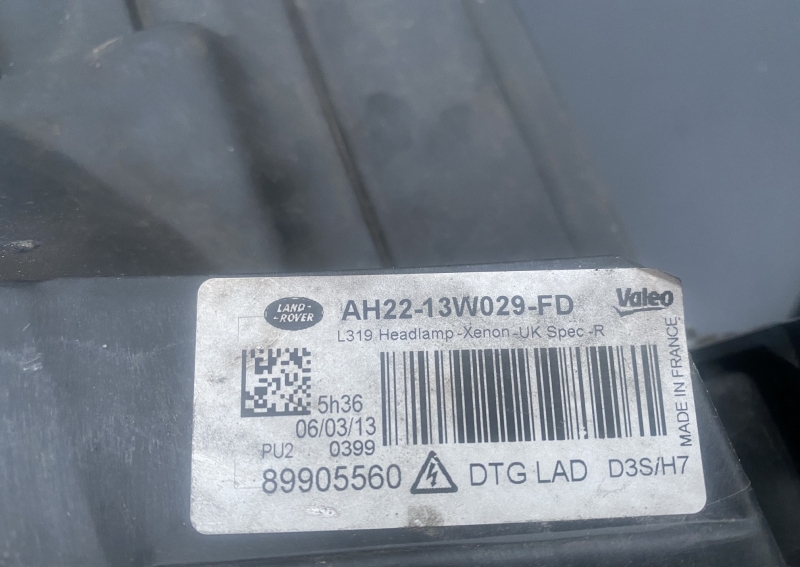 LAND-
-ROVER
AH22-13W029-FD
Valeo
L319 Headlamp-Xenon-UK Spec-R
5h36
06/03/13
PU2 0399
89905560 DTG LAD D3S/H7
MADE IN FRANCE